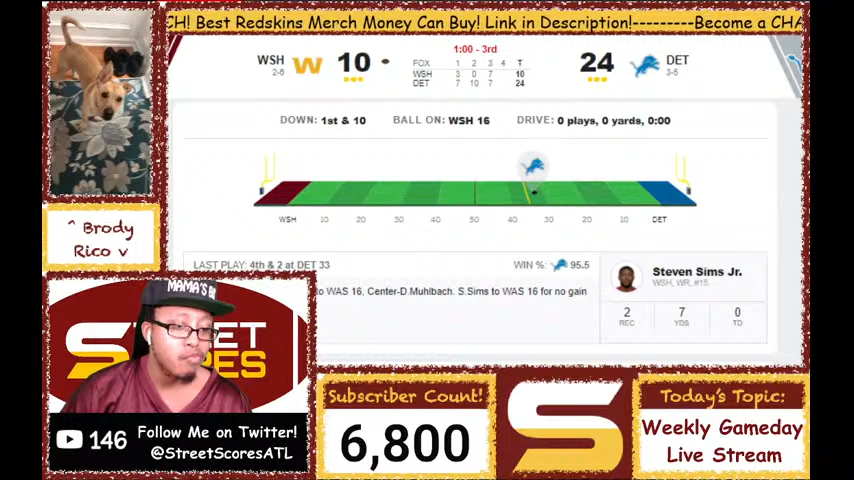 CH! Best Redskins Merch Money Can Buy! Link in Description!---------Become a CHA
WSH
2-6
W
10
1:00 - 3rd
FOX 1 2 3 4 T
WSH 3 0 7 10
DET 7 10 7 24
24
DET
3-5
DOWN: 1st & 10 BALL ON: WSH 16 DRIVE: 0 plays, 0 yards, 0:00
WSH 10 20 30 40 50 40 30 20 10 DET
LAST PLAY: 4th & 2 at DET 33
WIN %: 95.5
to WAS 16, Center-D.Muhlbach. S.Sims to WAS 16 for no gain
Steven Sims Jr.
WSH, WR, #15
2 7 0
REC YDS TD
^ Brody
Rico v
MAMA'S B
STREET
SCORES
146
Follow Me on Twitter!
@StreetScoresATL
Subscriber Count!
6,800
S
Today's Topic:
Weekly Gameday
Live Stream